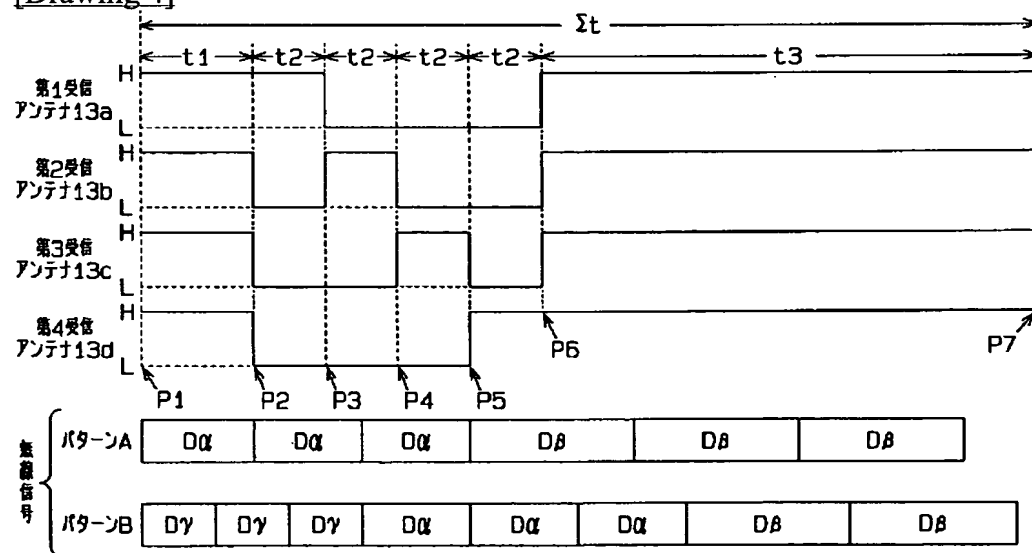 [Drawing 4]
Σt
t1 t2 t2 t2 t2 t3
第1受信
アンテナ13a
H
L
第2受信
アンテナ13b
H
L
第3受信
アンテナ13c
H
L
第4受信
アンテナ13d
H
L
P1 P2 P3 P4 P5 P6 P7
無線信号
パターンA Dα Dα Dα Dβ Dβ Dβ
パターンB Dγ Dγ Dγ Dα Dα Dα Dβ Dβ